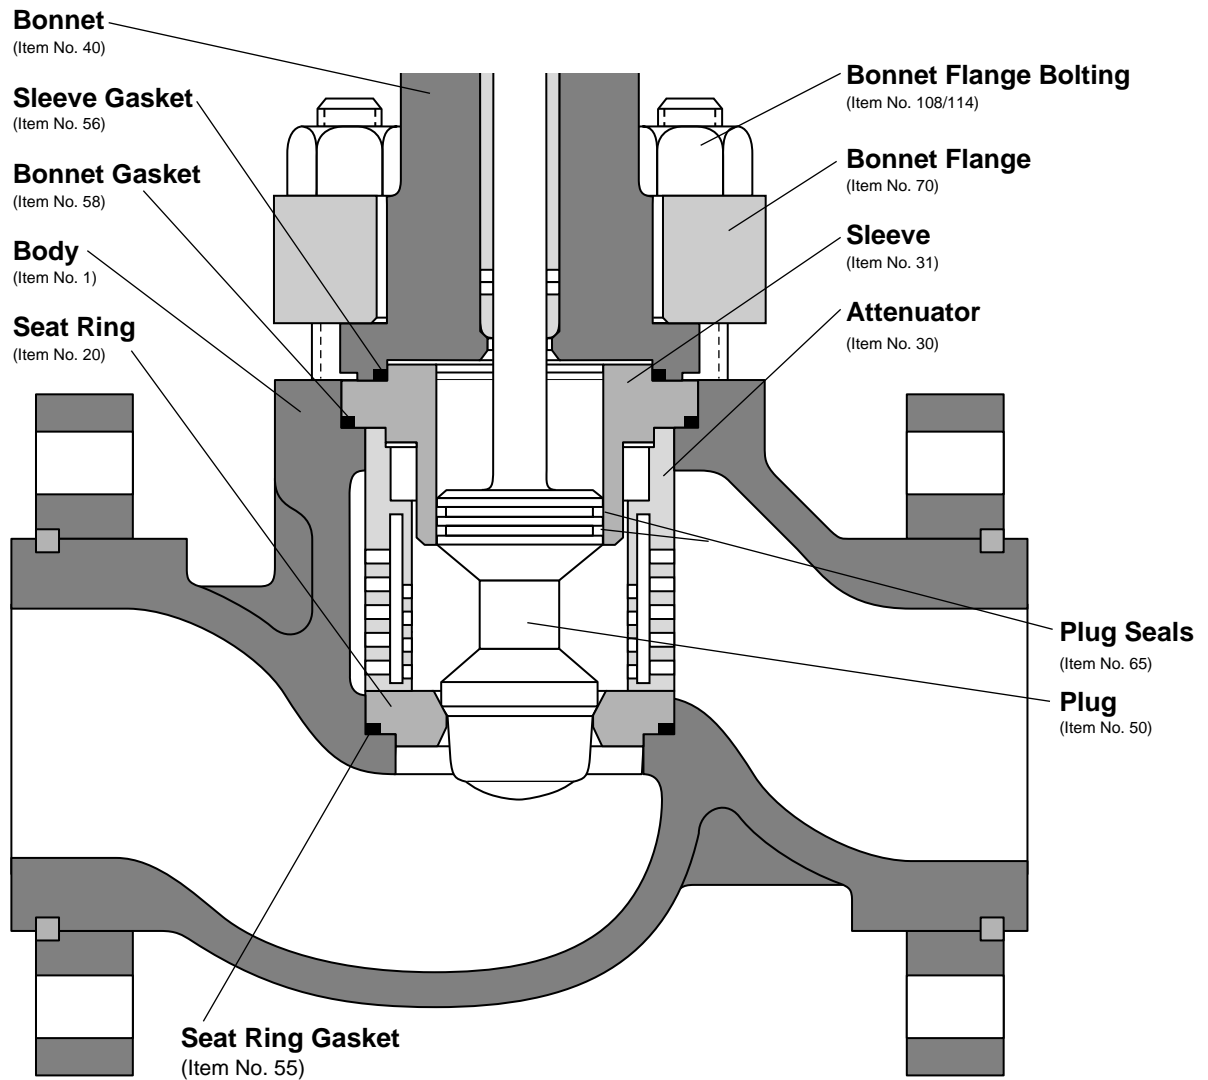 Bonnet
(Item No. 40)
Sleeve Gasket
(Item No. 56)
Bonnet Gasket
(Item No. 58)
Body
(Item No. 1)
Seat Ring
(Item No. 20)
Bonnet Flange Bolting
(Item No. 108/114)
Bonnet Flange
(Item No. 70)
Sleeve
(Item No. 31)
Attenuator
(Item No. 30)
Plug Seals
(Item No. 65)
Plug
(Item No. 50)
Seat Ring Gasket
(Item No. 55)